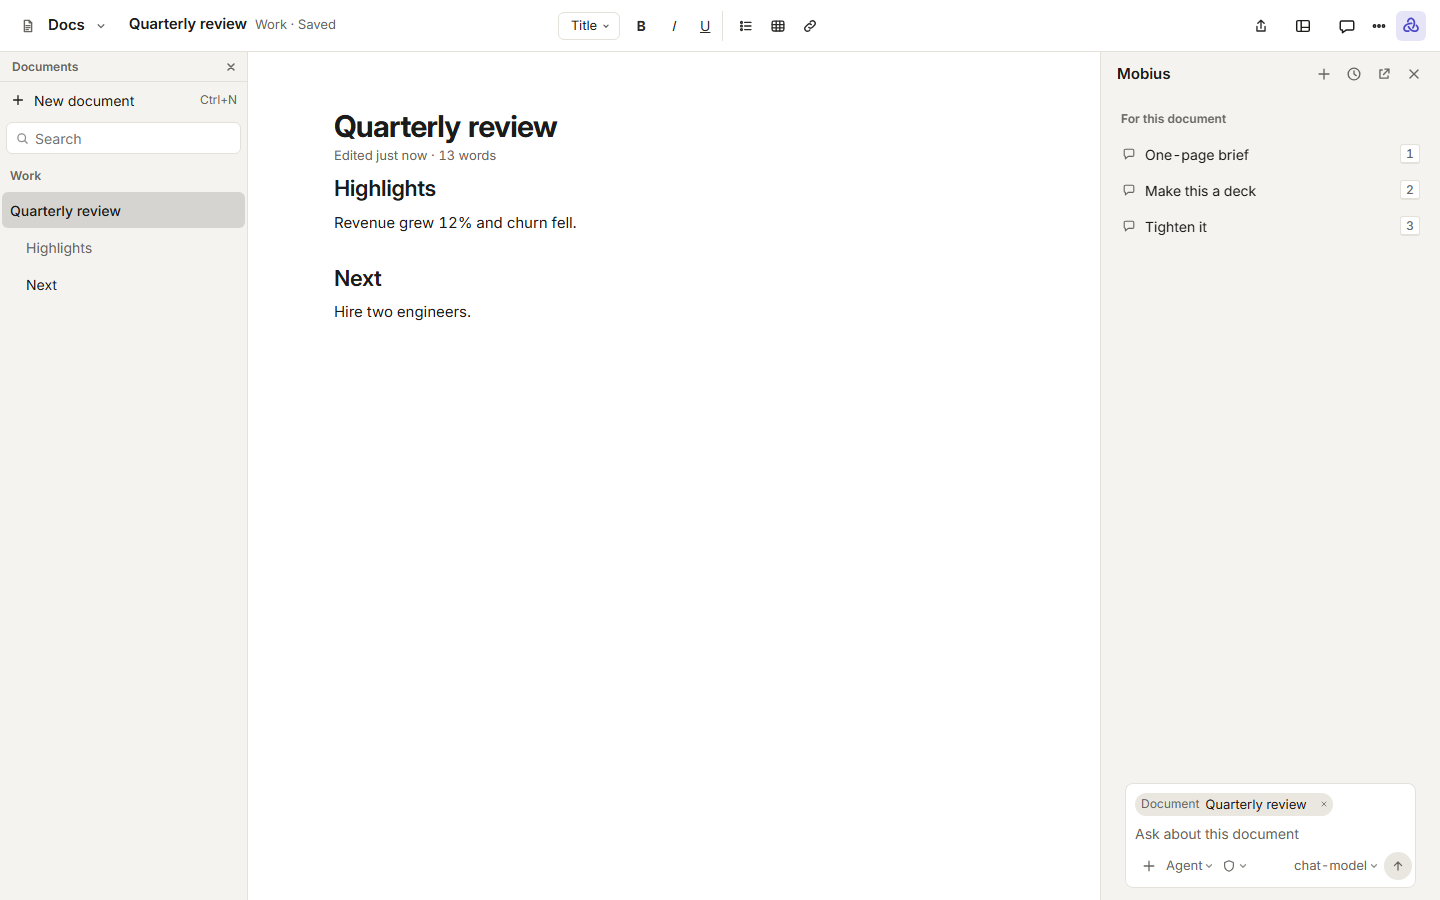 Docs
Quarterly review Work · Saved
Title
B I U
Documents
New document Ctrl+N
Search
Work
Quarterly review
Highlights
Next
Quarterly review
Edited just now · 13 words
Highlights
Revenue grew 12% and churn fell.
Next
Hire two engineers.
Mobius
For this document
One-page brief 1
Make this a deck 2
Tighten it 3
Document Quarterly review ×
Ask about this document
Agent
chat-model